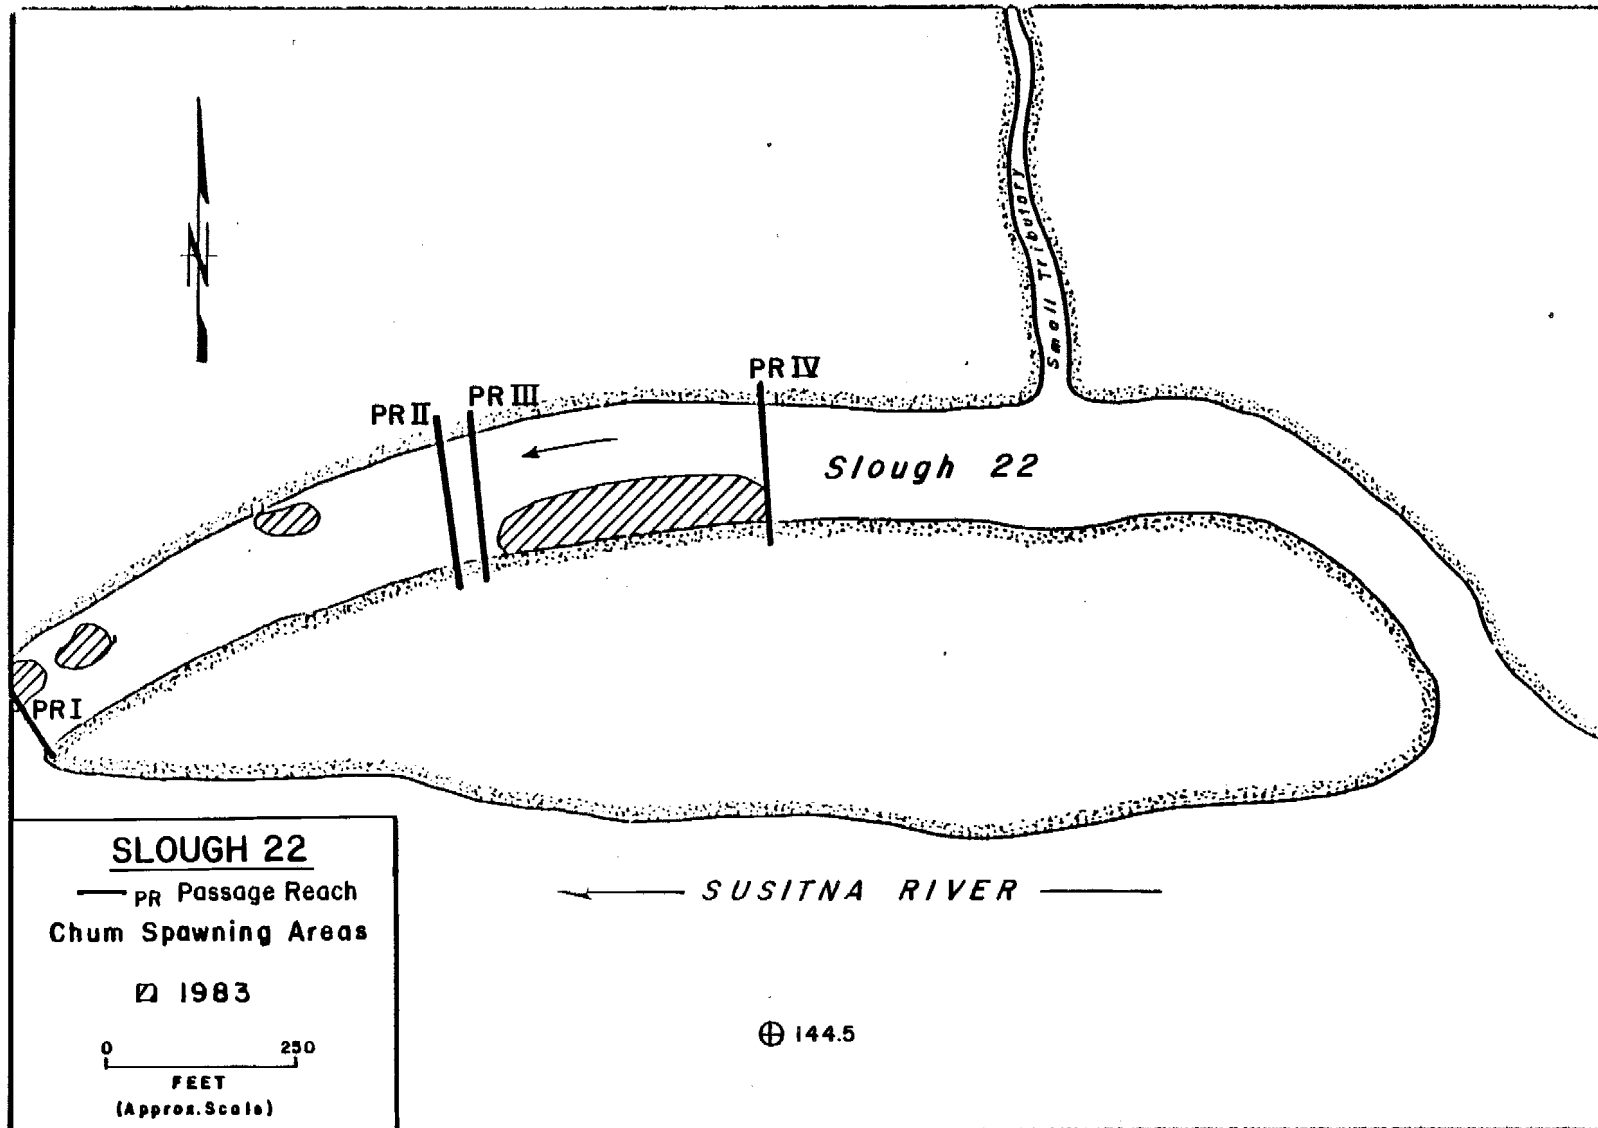 N
Small Tributary
PR IV
PR III
PR II
Slough 22
PR I
SLOUGH 22
PR Passage Reach
Chum Spawning Areas
1983
0 250
FEET
(Approx. Scale)
SUSITNA RIVER
144.5